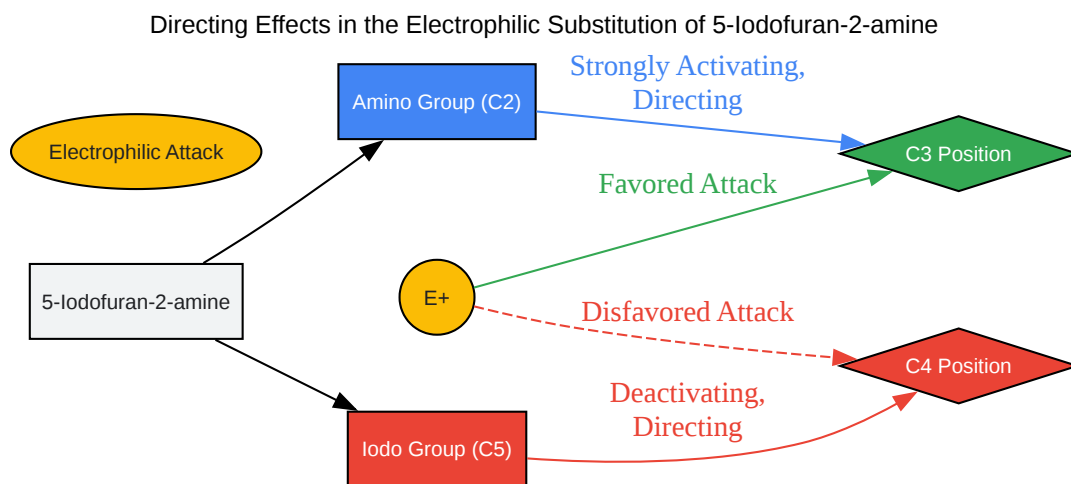 Directing Effects in the Electrophilic Substitution of 5-Iodofuran-2-amine
Strongly Activating,
Directing
Amino Group (C2)
Electrophilic Attack
C3 Position
Favored Attack
5-Iodofuran-2-amine
E+
Disfavored Attack
C4 Position
Deactivating,
Directing
Iodo Group (C5)